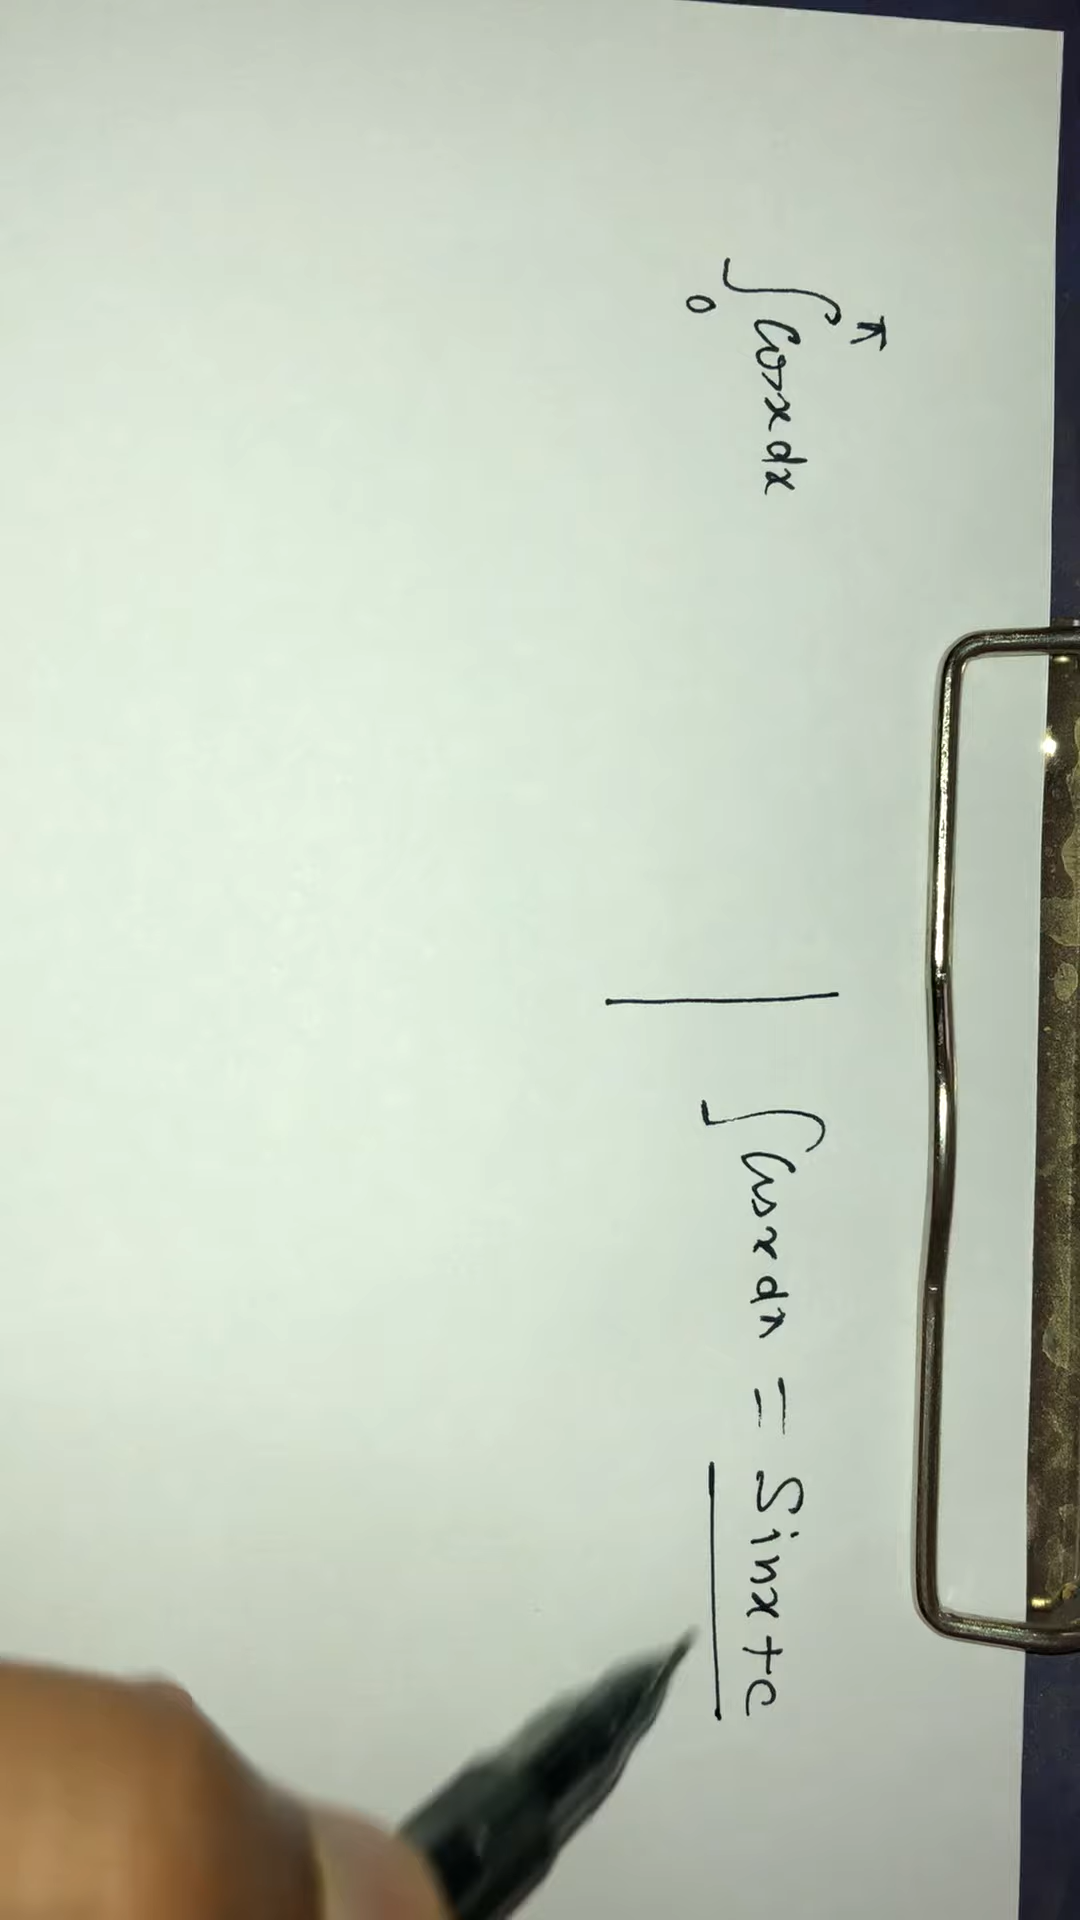 ∫₀^π cosx dx | ∫cosx dx = Sinx+c